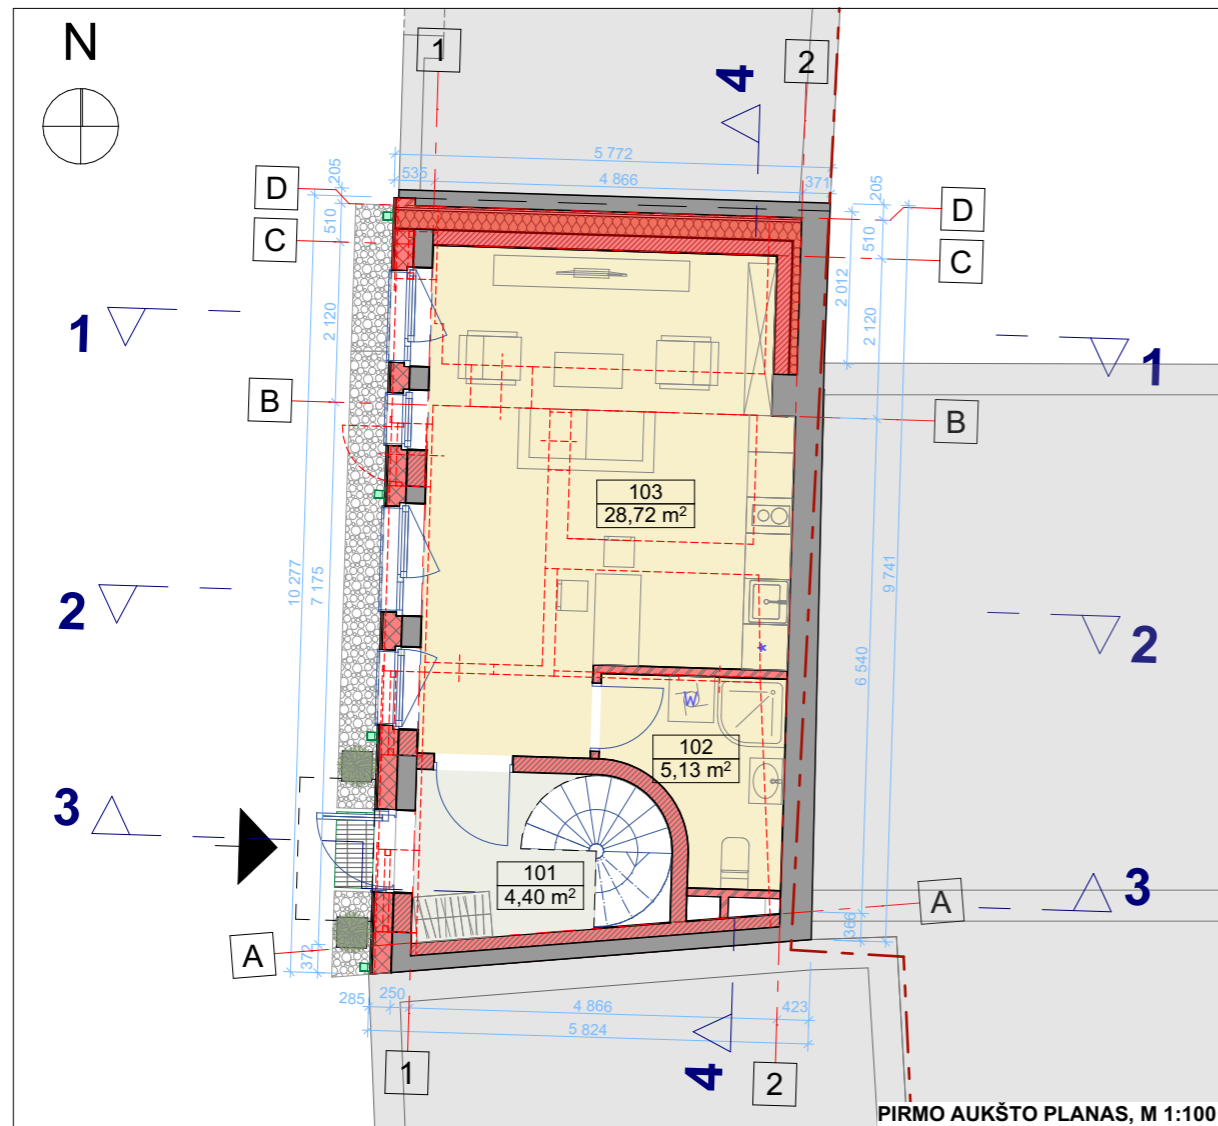 N
1
2
4
5 772
535
4 866
371
205
205
D
D
510
510
C
C
2 012
2 120
2 120
1
1
B
B
103
28,72 m²
10 277
7 175
9 741
6 540
2
2
*
W
102
5,13 m²
3
3
101
4,40 m²
A
A
366
372
285
250
4 866
423
5 824
1
2
4
PIRMO AUKŠTO PLANAS, M 1:100